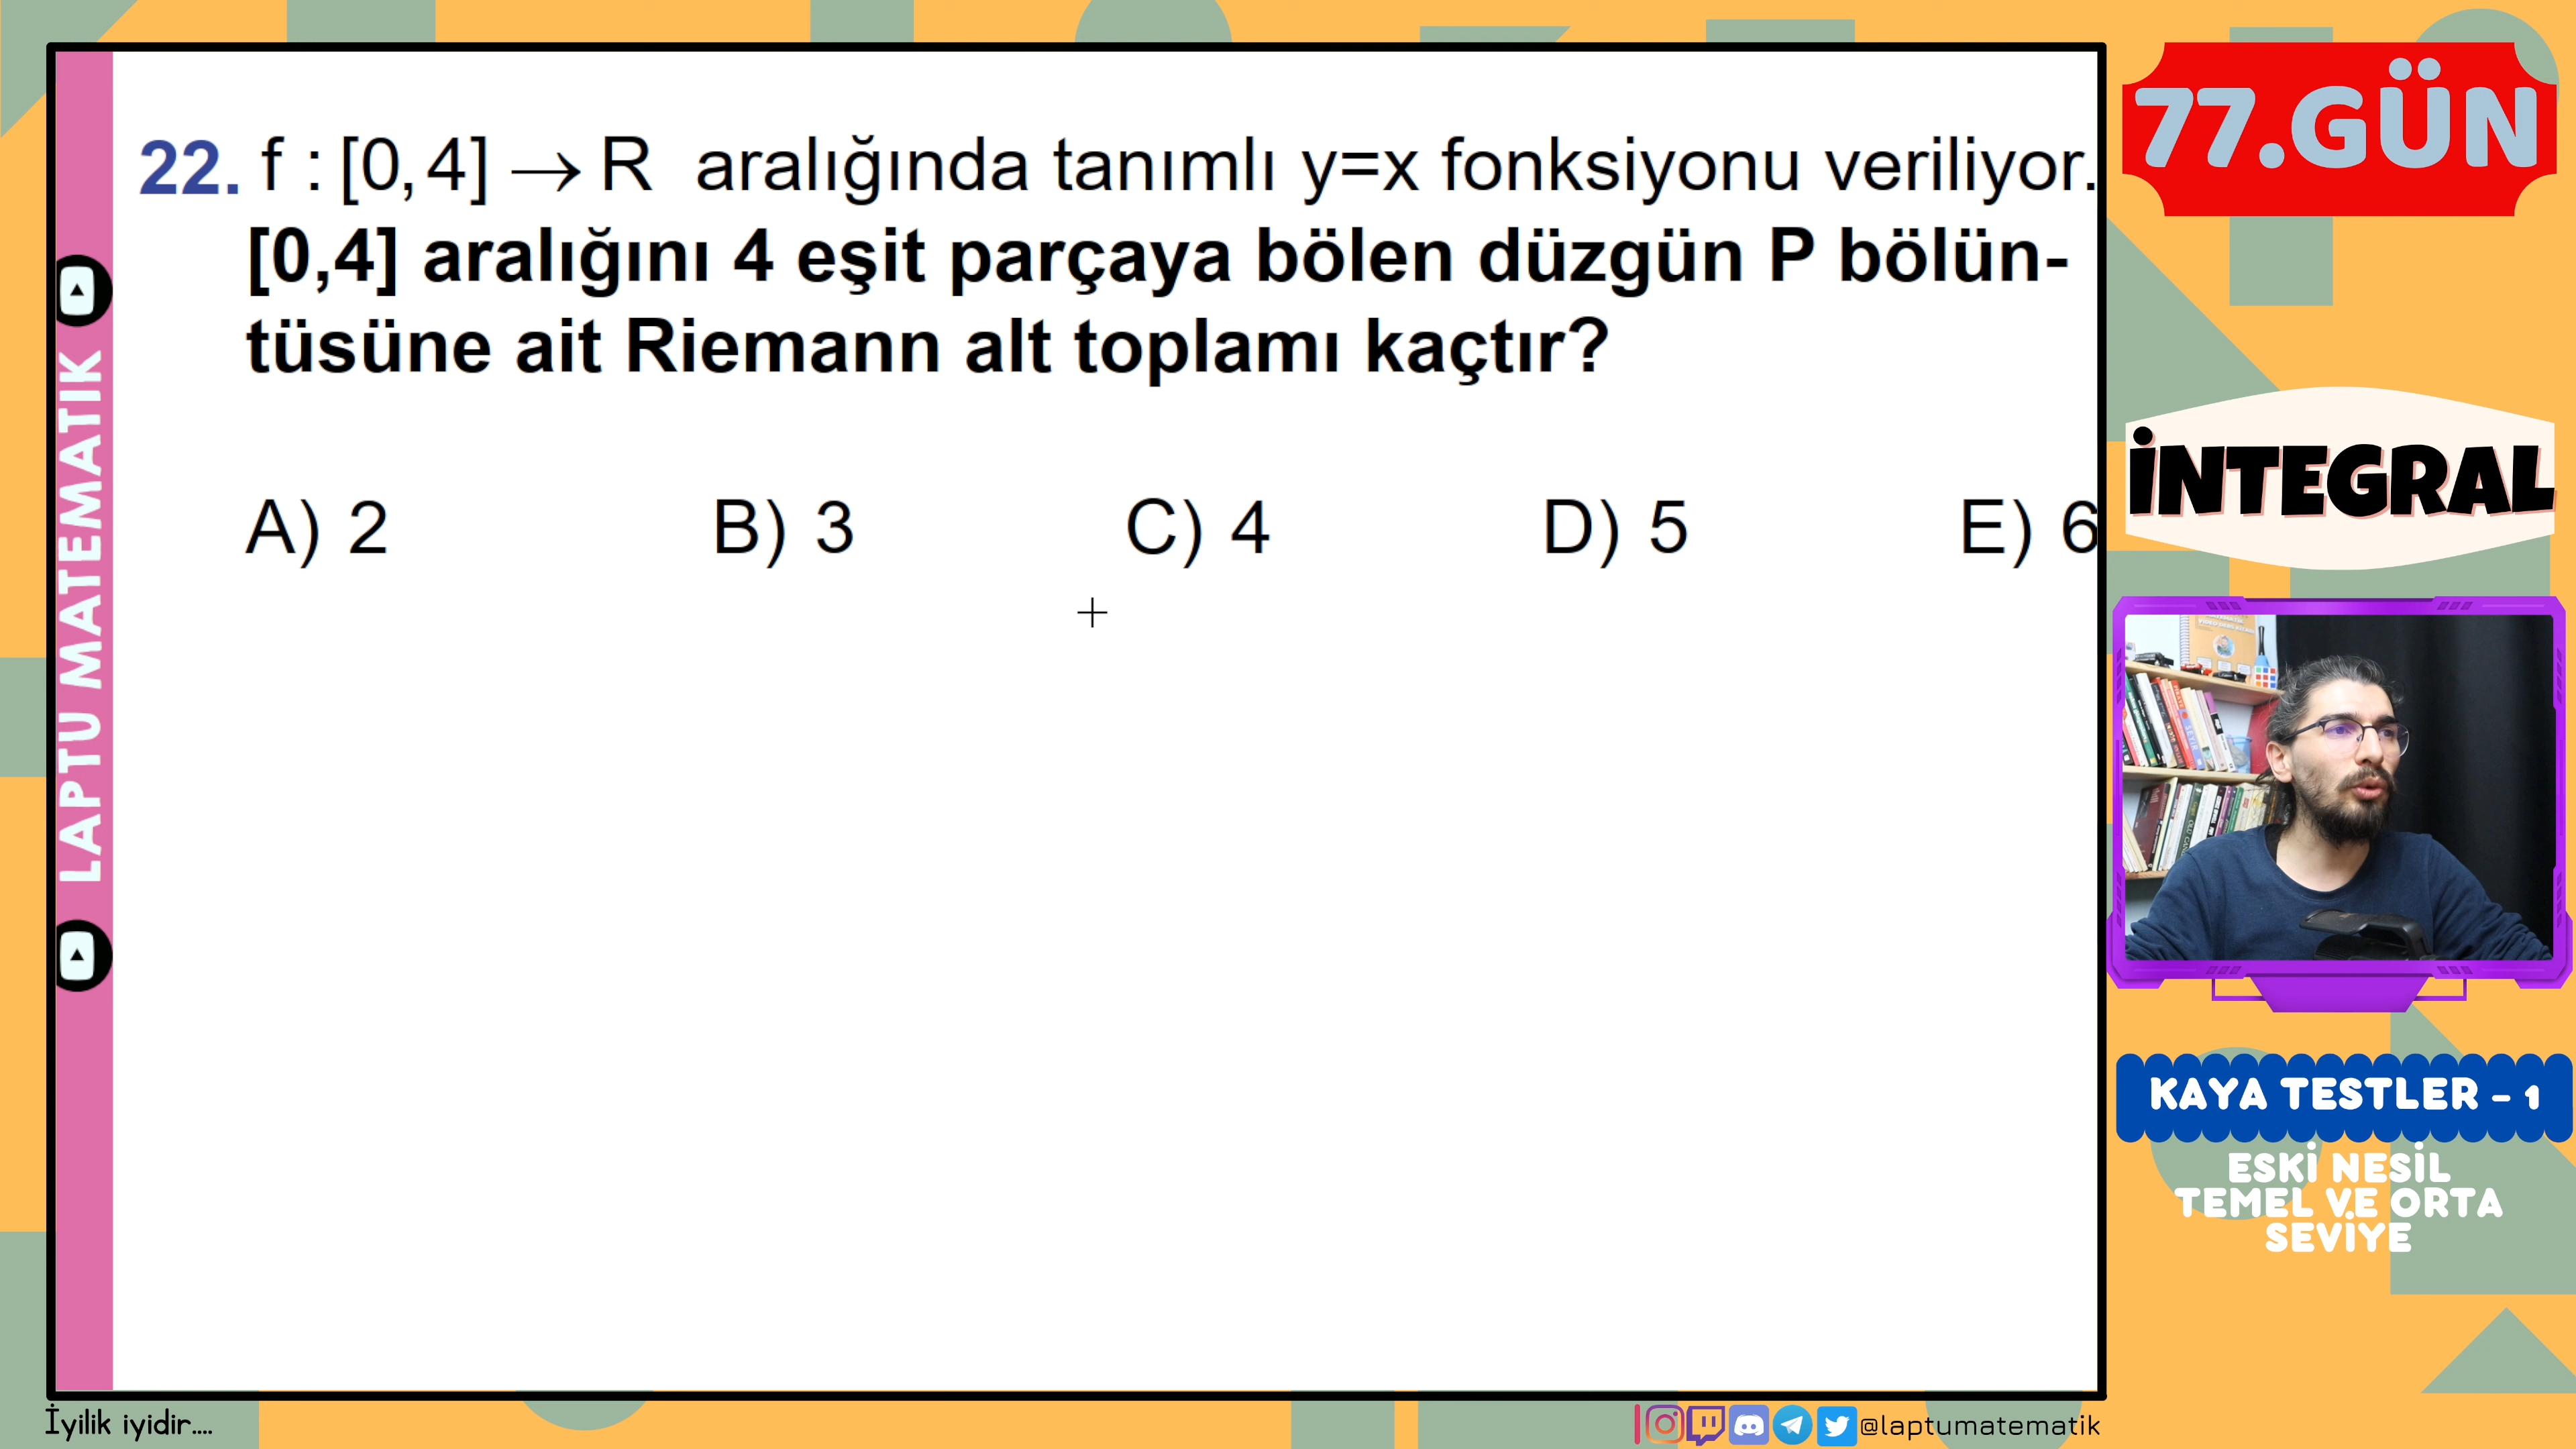 77.GÜN
22. f : [0, 4] → R aralığında tanımlı y=x fonksiyonu veriliyor.
[0,4] aralığını 4 eşit parçaya bölen düzgün P bölün-
tüsüne ait Riemann alt toplamı kaçtır?
A) 2 B) 3 C) 4 D) 5 E) 6
LAPTU MATEMATIK
İNTEGRAL
KAYA TESTLER - 1
ESKİ NESİL
TEMEL VE ORTA
SEVİYE
İyilik iyidir....
@laptumatematik